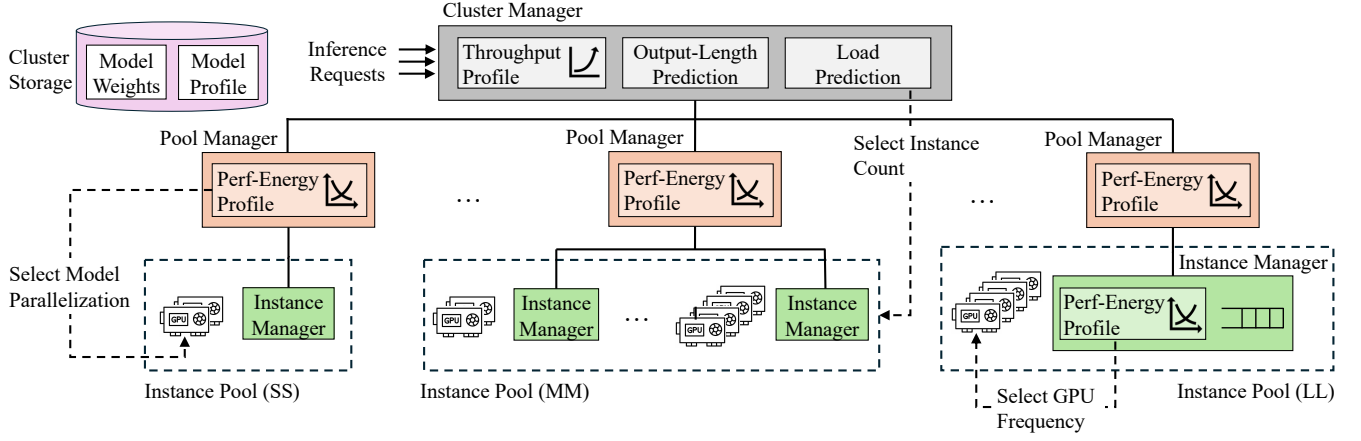 Cluster Manager
Cluster
Storage
Model
Weights
Model
Profile
Inference
Requests
Throughput
Profile
Output-Length
Prediction
Load
Prediction
Pool Manager
Perf-Energy
Profile
Pool Manager
Perf-Energy
Profile
Select Instance
Count
Pool Manager
Perf-Energy
Profile
...
...
Select Model
Parallelization
GPU
Instance
Manager
Instance Pool (SS)
GPU
Instance
Manager
...
GPU
Instance
Manager
Instance Pool (MM)
Instance Manager
GPU
Perf-Energy
Profile
Select GPU
Frequency
Instance Pool (LL)